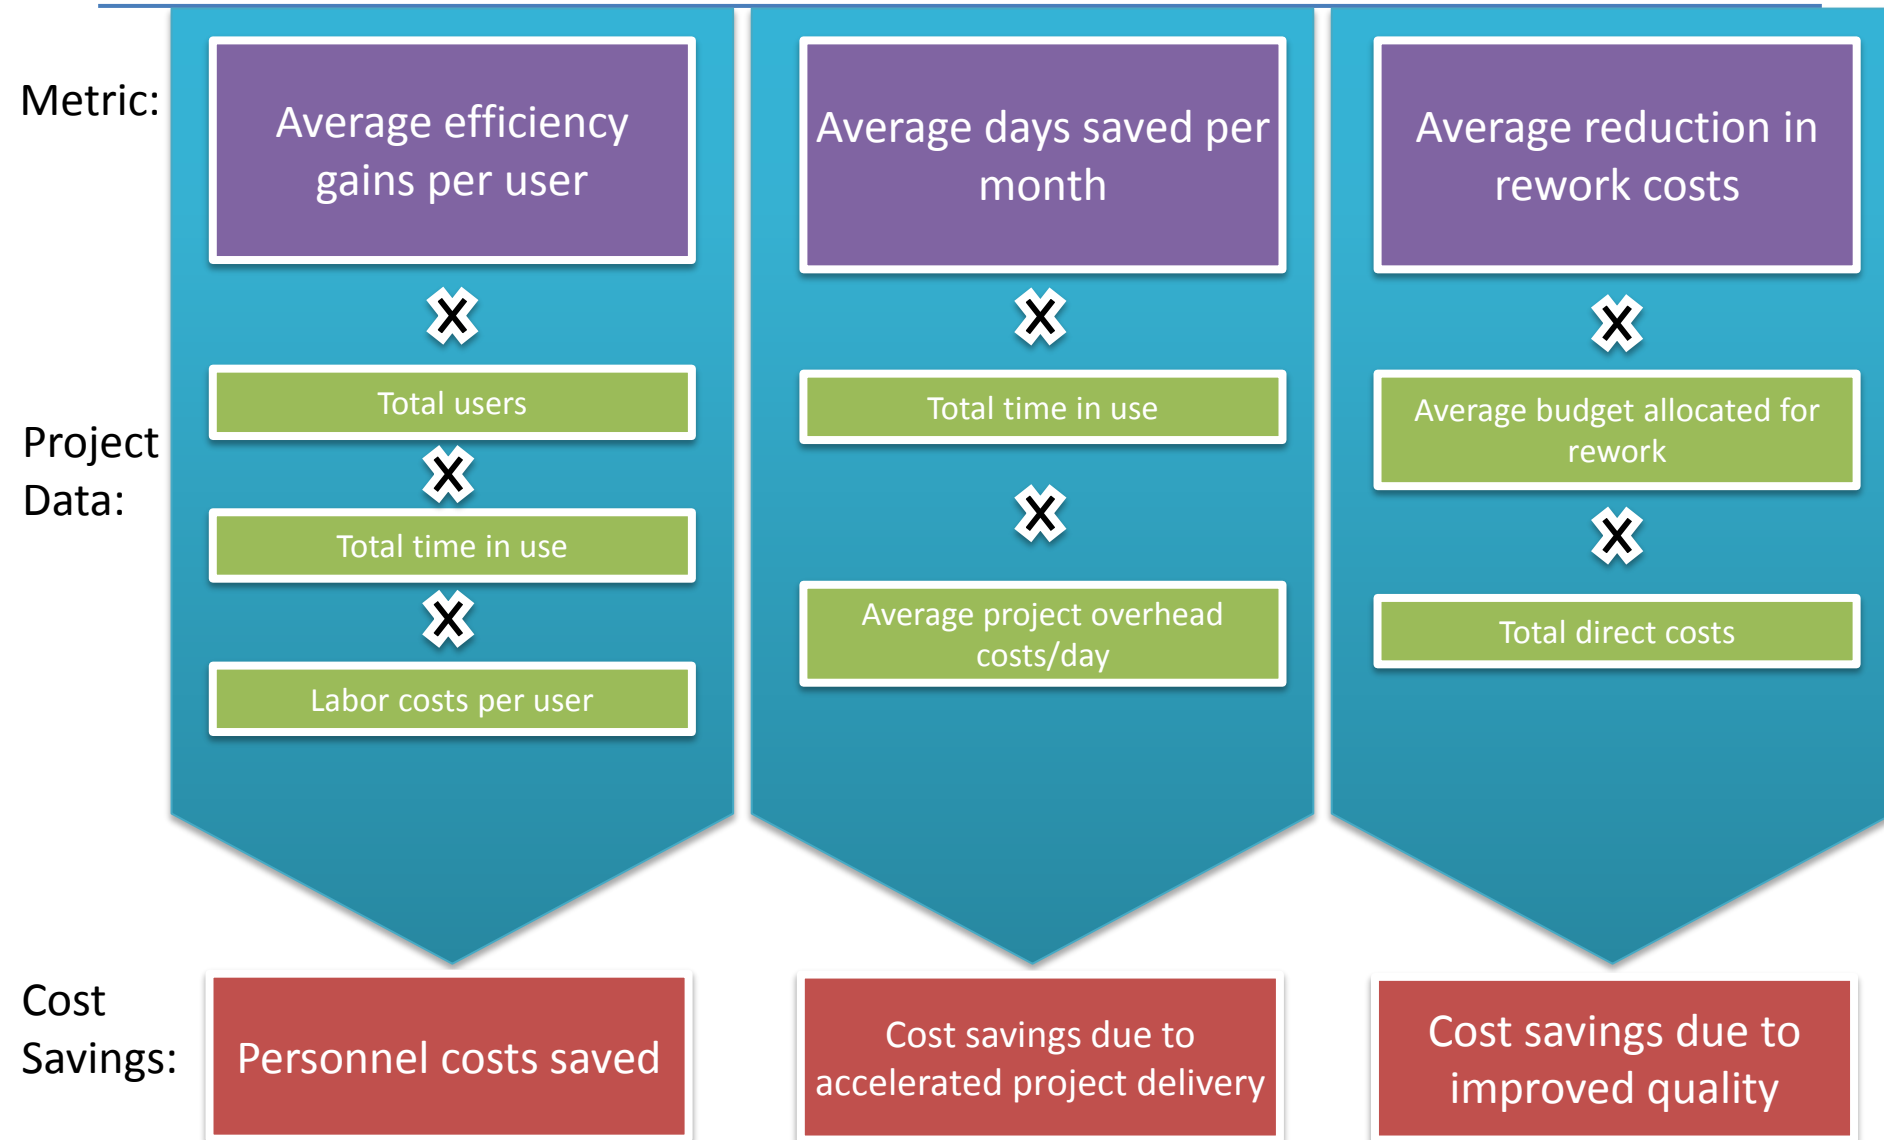 Metric:
Average efficiency
gains per user
X
Total users
X
Total time in use
X
Labor costs per user
Average days saved per
month
X
Total time in use
X
Average project overhead
costs/day
Average reduction in
rework costs
X
Average budget allocated for
rework
X
Total direct costs
Project
Data:
Cost
Savings:
Personnel costs saved
Cost savings due to
accelerated project delivery
Cost savings due to
improved quality